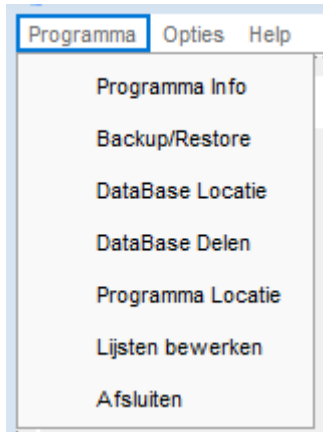 Programma Opties Help
Programma Info
Backup/Restore
DataBase Locatie
DataBase Delen
Programma Locatie
Lijsten bewerken
Afsluiten